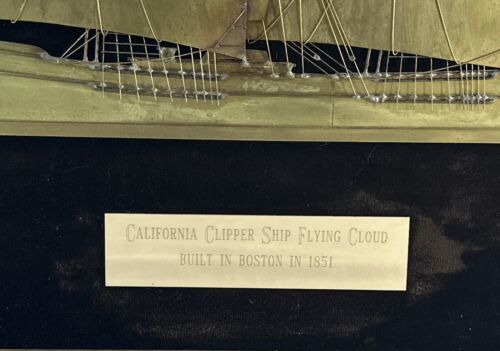 California Clipper Ship Flying Cloud
built in Boston in 1851